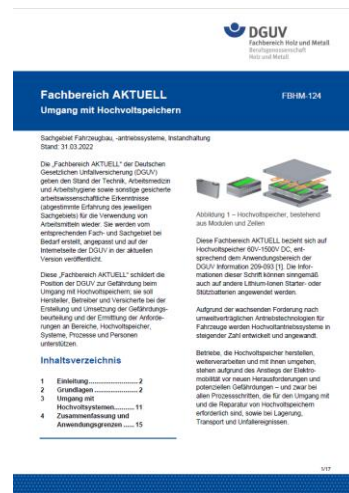 DGUV
Fachbereich Holz und Metall
Berufsgenossenschaft
Holz und Metall
Fachbereich AKTUELL
FBHM-124
Umgang mit Hochvoltspeichern
Sachgebiet Fahrzeugbau, -antriebssysteme, Instandhaltung
Stand: 31.03.2022
Die „Fachbereich AKTUELL“ der Deutschen
Gesetzlichen Unfallversicherung (DGUV)
geben den Stand der Technik, Arbeitsmedizin
und Arbeitshygiene sowie sonstige gesicherte
arbeitswissenschaftliche Erkenntnisse
(abgestimmte Erfahrung des jeweiligen
Sachgebiets) für die Verwendung von
Arbeitsmitteln wieder. Sie werden vom
entsprechenden Fach- und Sachgebiet bei
Bedarf erstellt, angepasst und auf der
Internetseite der DGUV in der aktuellen
Version veröffentlicht.
Diese „Fachbereich AKTUELL“ schildert die
Position der DGUV zur Gefährdung beim
Umgang mit Hochvoltspeichern; sie soll
Hersteller, Betreiber und Versicherte bei der
Erstellung und Umsetzung der Gefährdungs-
beurteilung und der Ermittlung der Anforde-
rungen an Bereiche, Hochvoltspeicher,
Systeme, Prozesse und Personen
unterstützen.
Inhaltsverzeichnis
1 Einleitung.......................... 2
2 Grundlagen ....................... 2
3 Umgang mit
Hochvoltsystemen........... 11
4 Zusammenfassung und
Anwendungsgrenzen ...... 15
Abbildung 1 – Hochvoltspeicher, bestehend
aus Modulen und Zellen
Diese Fachbereich AKTUELL bezieht sich auf
Hochvoltspeicher 60V-1500V DC, ent-
sprechend dem Anwendungsbereich der
DGUV Information 209-093 [1]. Die Infor-
mationen dieser Schrift können sinngemäß
auch auf andere Lithium-Ionen Starter- oder
Stützbatterien angewendet werden.
Aufgrund der wachsenden Forderung nach
umweltverträglichen Antriebstechnologien für
Fahrzeuge werden Hochvoltantriebssysteme in
steigender Zahl entwickelt und angewandt.
Betriebe, die Hochvoltspeicher herstellen,
weiterverarbeiten und mit ihnen umgehen,
stehen aufgrund des Anstiegs der Elektro-
mobilität vor neuen Herausforderungen und
potenziellen Gefährdungen – und zwar bei
allen Prozessschritten, die für den Umgang mit
und die Reparatur von Hochvoltspeichern
erforderlich sind, sowie bei Lagerung,
Transport und Unfallereignissen.
1/17